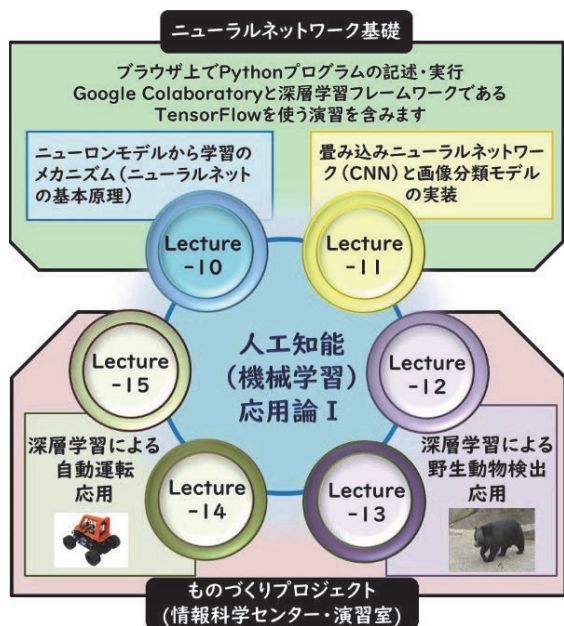 ニューラルネットワーク基礎
ブラウザ上でPythonプログラムの記述・実行
Google Colaboratoryと深層学習フレームワークである
TensorFlowを使う演習を含みます
ニューロンモデルから学習の
メカニズム（ニューラルネット
の基本原理）
畳み込みニューラルネットワー
ク（CNN）と画像分類モデル
の実装
Lecture
-10
Lecture
-11
Lecture
-15
人工知能
（機械学習）
応用論Ⅰ
Lecture
-12
深層学習による
自動運転
応用
Lecture
-14
Lecture
-13
深層学習による
野生動物検出
応用
ものづくりプロジェクト
(情報科学センター・演習室)